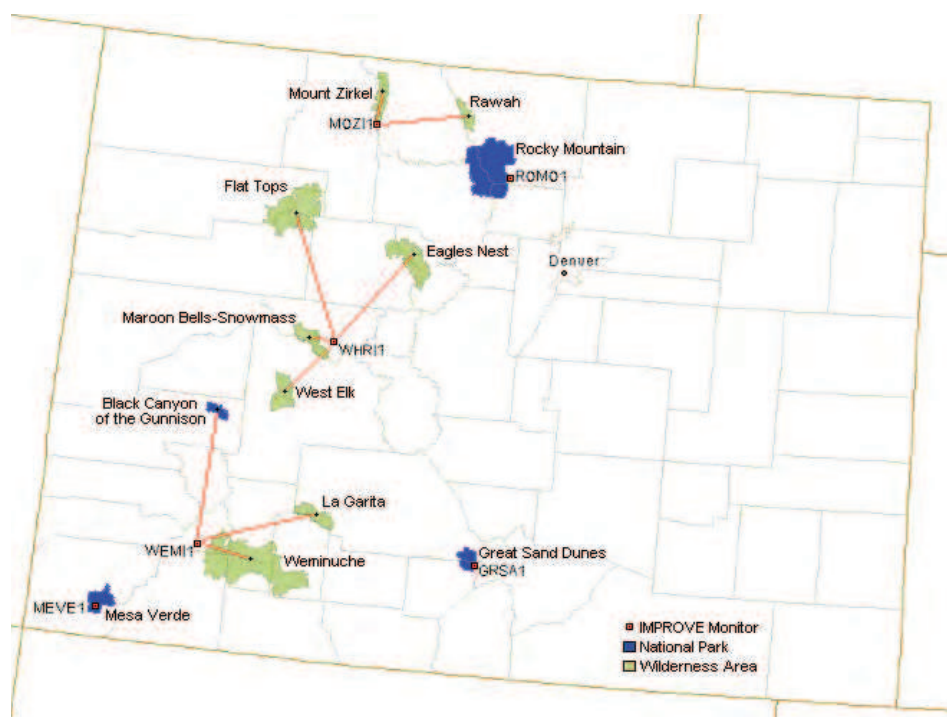 Mount Zirkel
Rawah
MOZI1
Rocky Mountain
ROMO1
Flat Tops
Eagles Nest
Denver
Maroon Bells-Snowmass
WHRI1
West Elk
Black Canyon
of the Gunnison
La Garita
WEMI1
Weminuche
Great Sand Dunes
GRSA1
MEVE1
Mesa Verde
IMPROVE Monitor
National Park
Wilderness Area